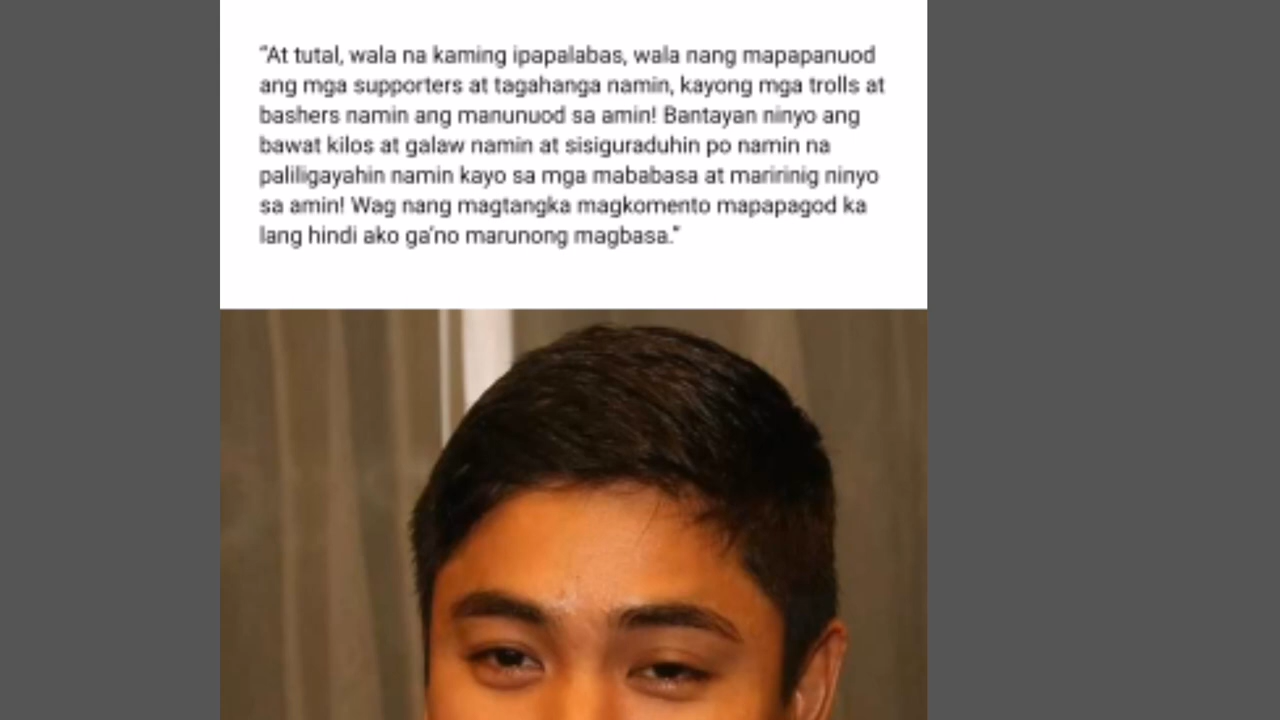 “At tutal, wala na kaming ipapalabas, wala nang mapapanuod
ang mga supporters at tagahanga namin, kayong mga trolls at
bashers namin ang manunuod sa amin! Bantayan ninyo ang
bawat kilos at galaw namin at sisiguraduhin po namin na
paliligayahin namin kayo sa mga mababasa at maririnig ninyo
sa amin! Wag nang magtangka magkomento mapapagod ka
lang hindi ako ga’no marunong magbasa.”